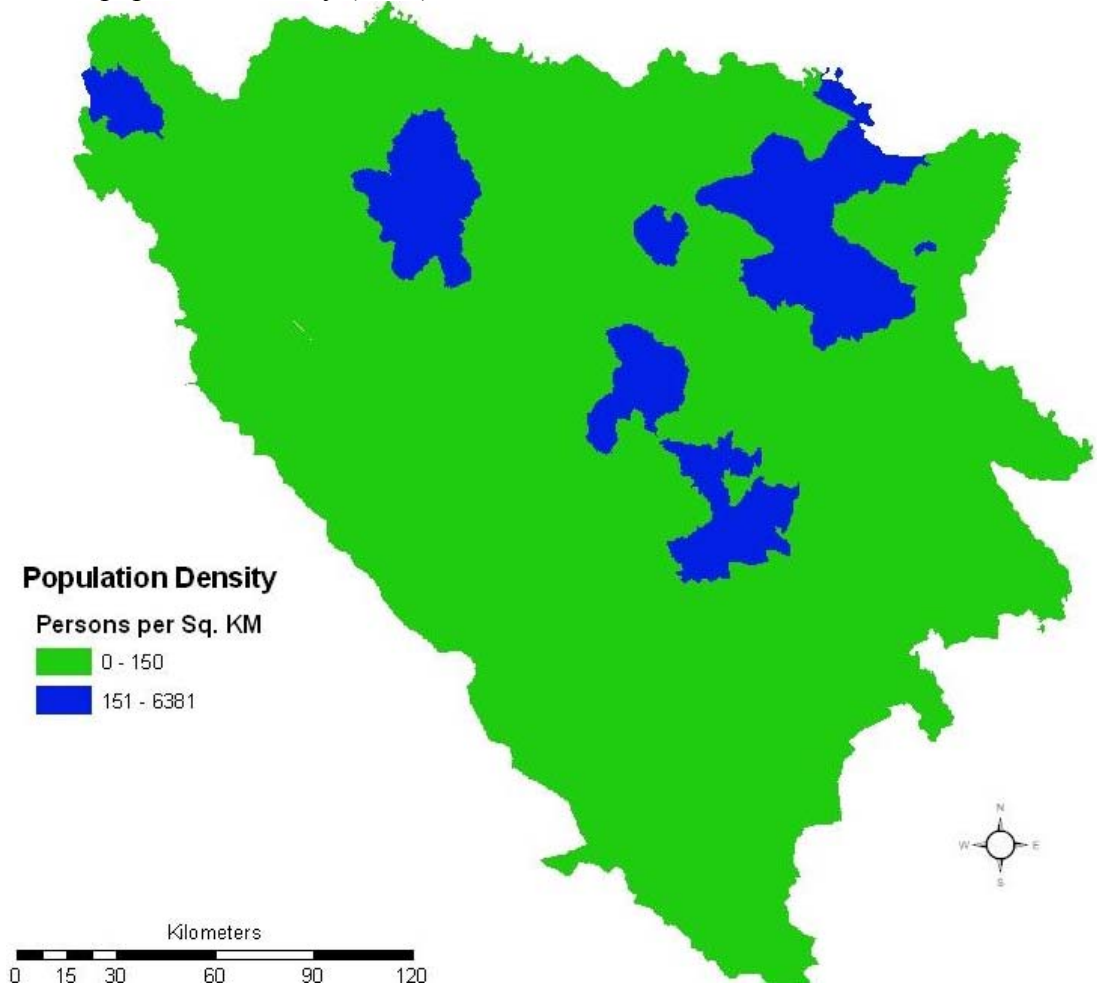 Population Density
Persons per Sq. KM
0 - 150
151 - 6381
N
W E
S
Kilometers
0 15 30 60 90 120